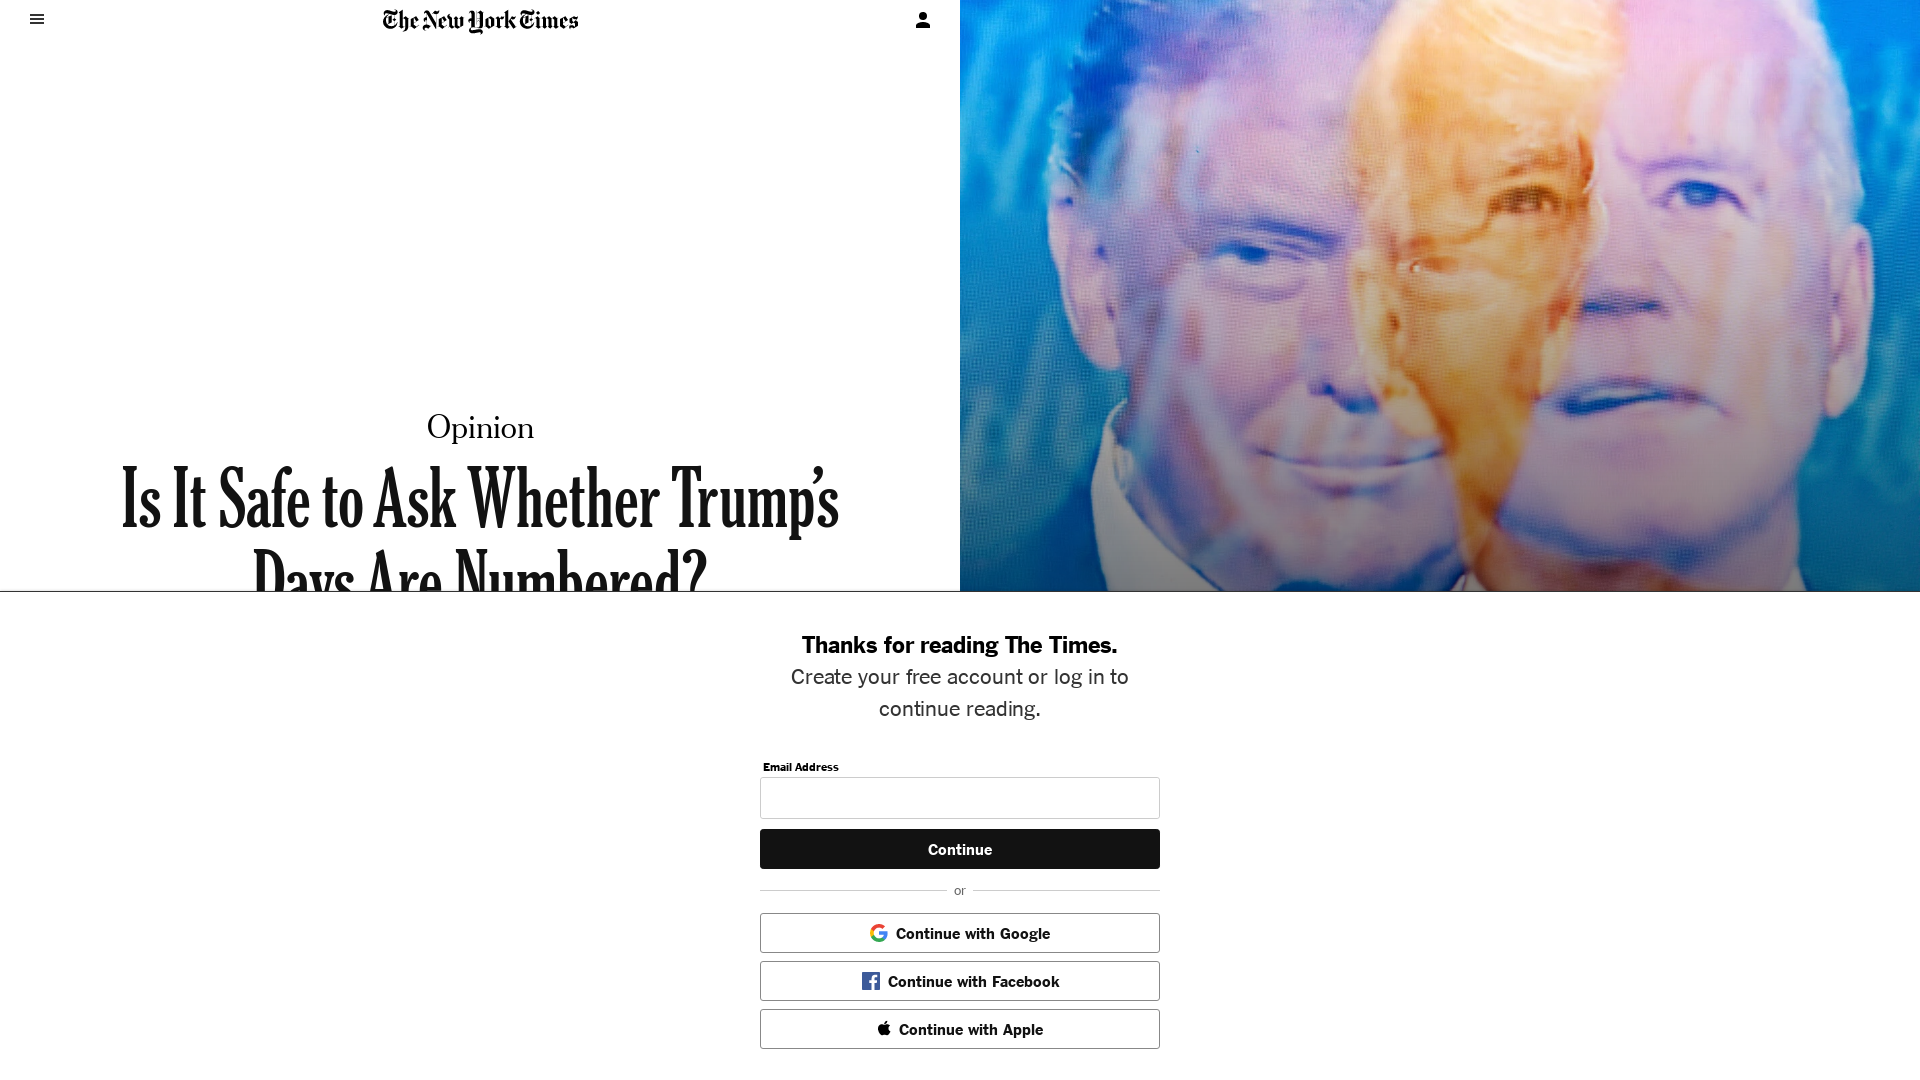 The New York Times
Opinion
Is It Safe to Ask Whether Trump’s
Days Are Numbered?
Thanks for reading The Times.
Create your free account or log in to
continue reading.
Email Address
Continue
or
Continue with Google
Continue with Facebook
Continue with Apple